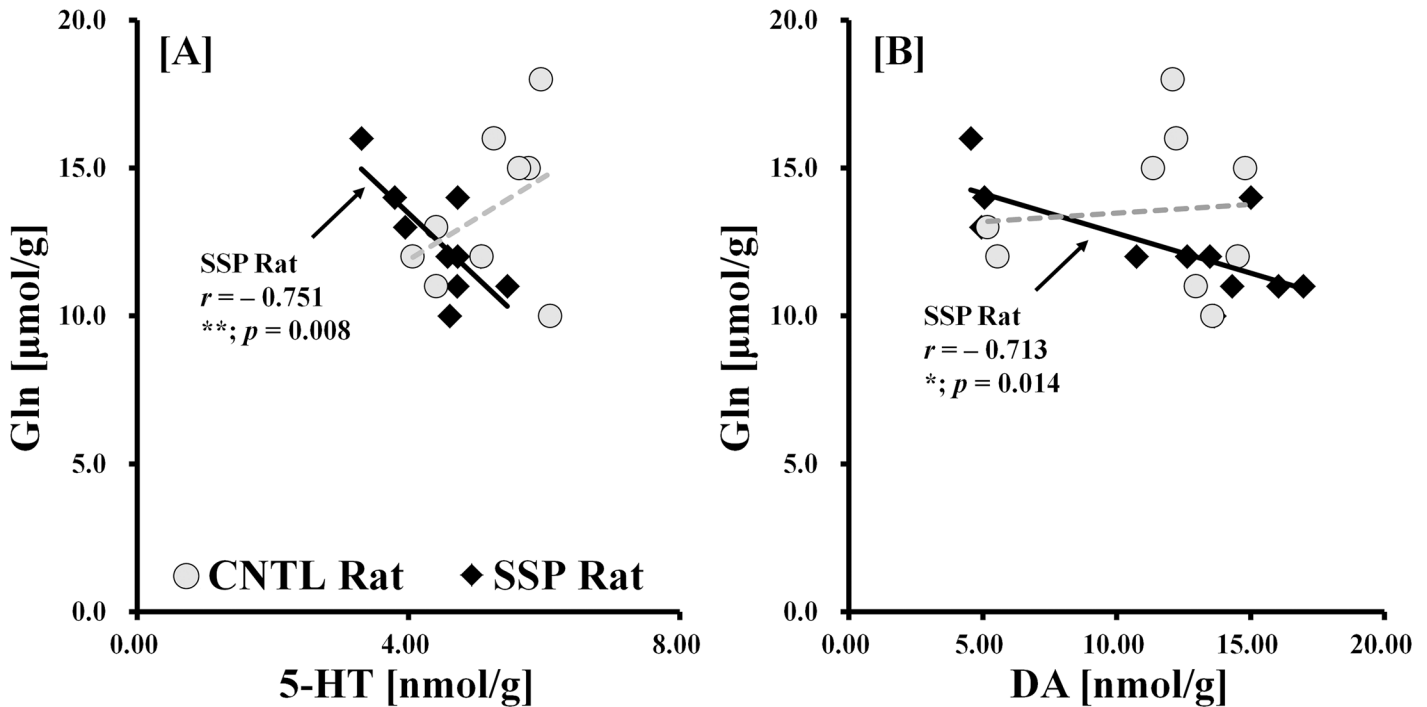 20.0
[A]
15.0
SSP Rat
r = – 0.751
**; p = 0.008
10.0
5.0
0.0
Gln [μmol/g]
CNTL Rat
SSP Rat
0.00
4.00
8.00
5-HT [nmol/g]
20.0
[B]
15.0
SSP Rat
r = – 0.713
*; p = 0.014
10.0
5.0
0.0
Gln [μmol/g]
0.00
5.00
10.00
15.00
20.00
DA [nmol/g]